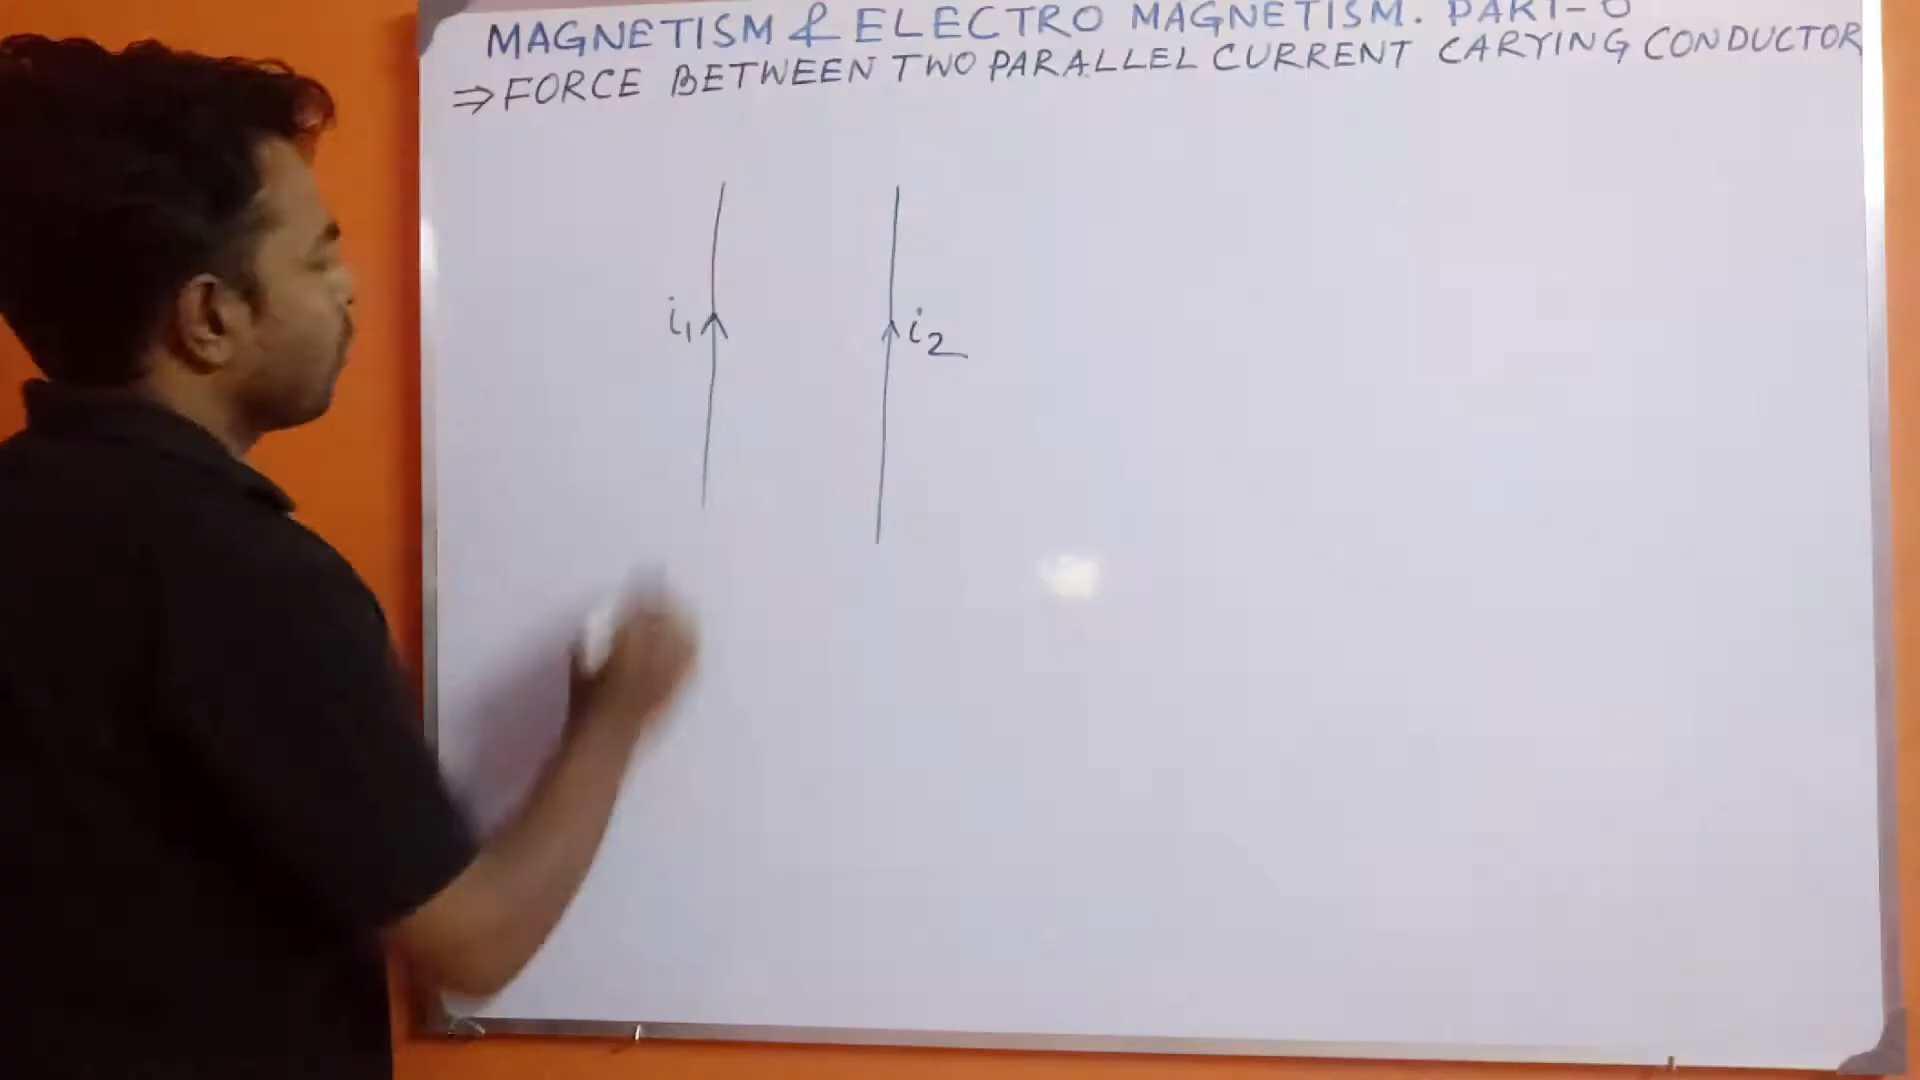 MAGNETISM & ELECTRO MAGNETISM. PART-
⇒ FORCE BETWEEN TWO PARALLEL CURRENT CARYING CONDUCTOR
i1
i2